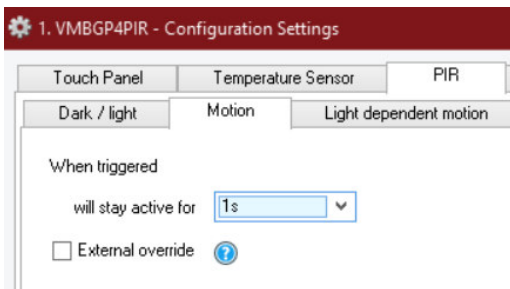 1. VMBGP4PIR - Configuration Settings
Touch Panel Temperature Sensor PIR
Dark / light Motion Light dependent motion
When triggered
will stay active for 1s
External override ?